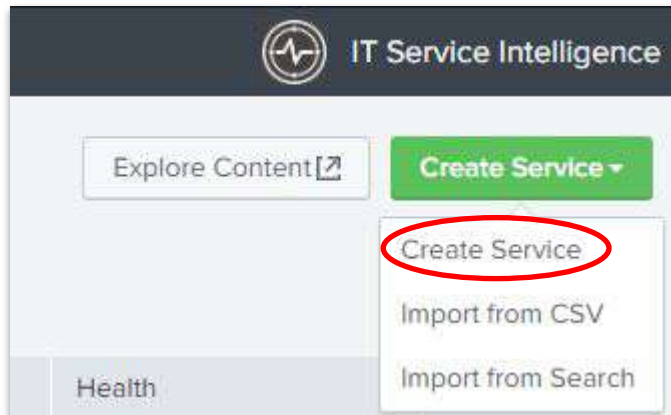 IT Service Intelligence
Explore Content
Create Service
Create Service
Import from CSV
Import from Search
Health